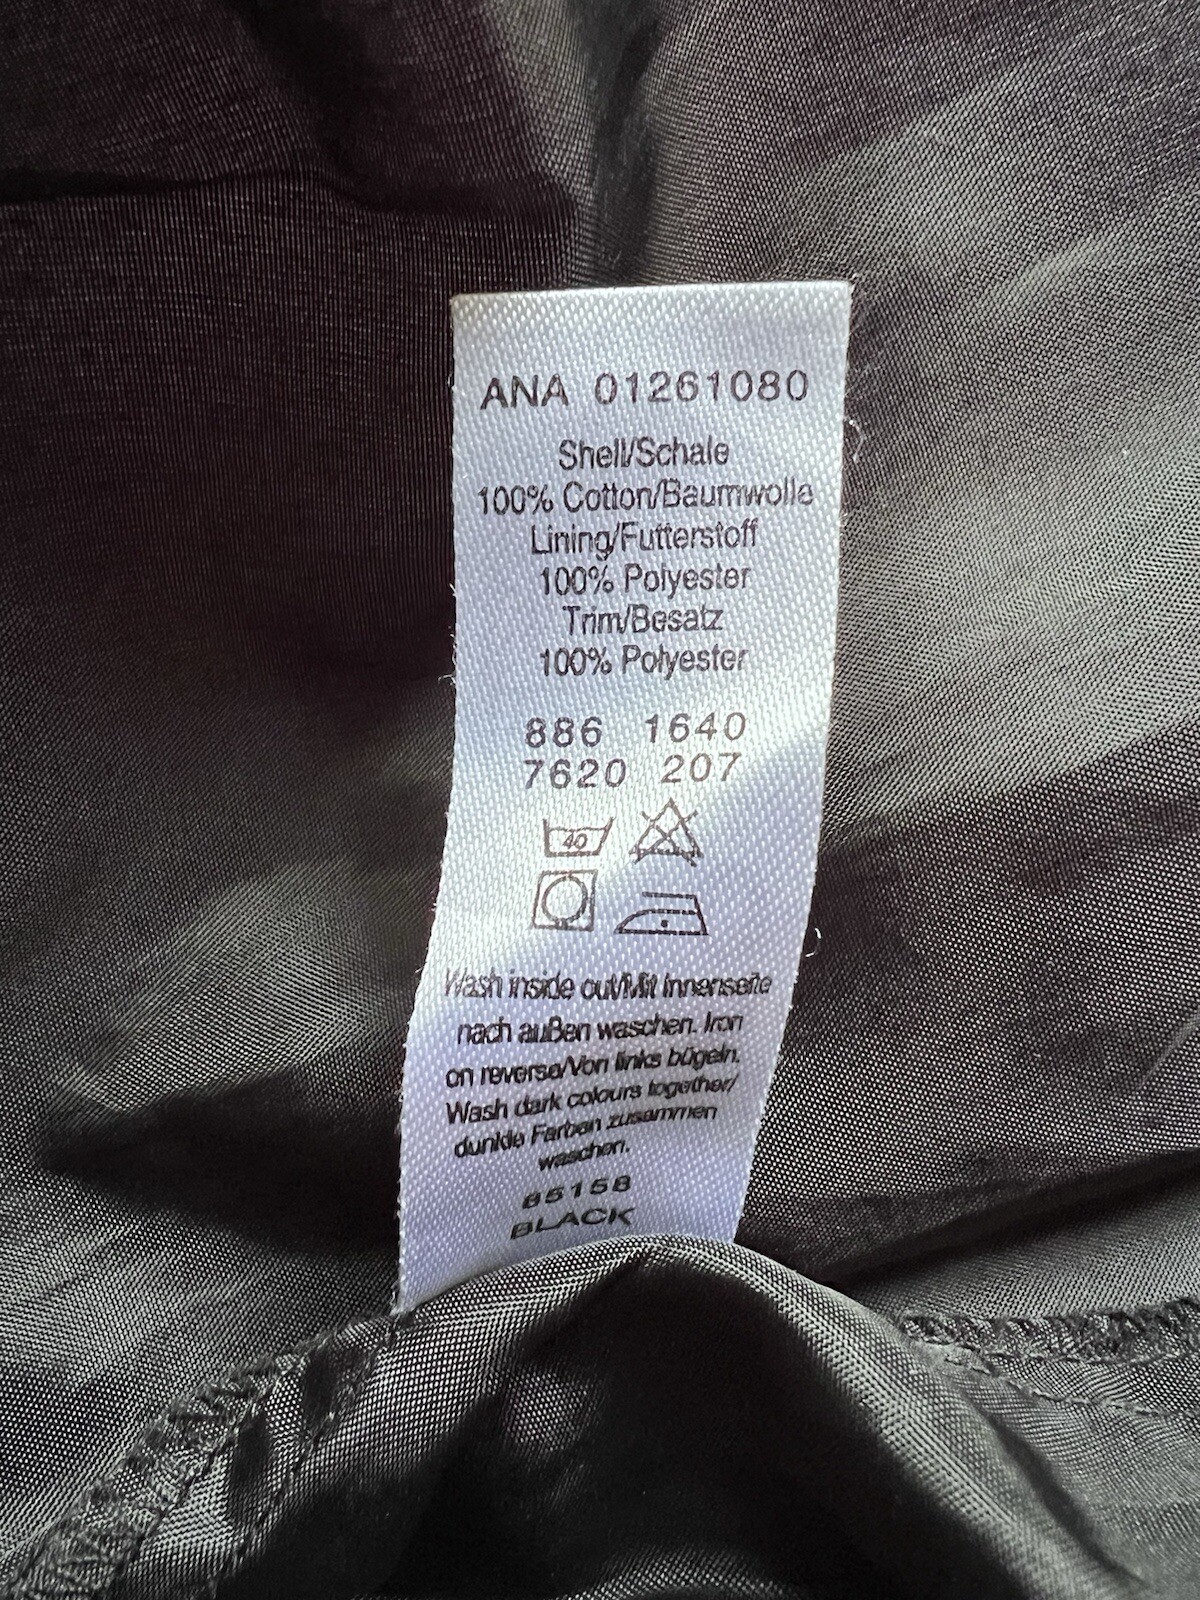 ANA 01261080
Shell/Schale
100% Cotton/Baumwolle
Lining/Futterstoff
100% Polyester
Trim/Besatz
100% Polyester
886 1640
7620 207
40
Wash inside out/Mit Innenseite
nach außen waschen. Iron
on reverse/Von links bügeln.
Wash dark colours together/
dunkle Farben zusammen
waschen.
85158
BLACK